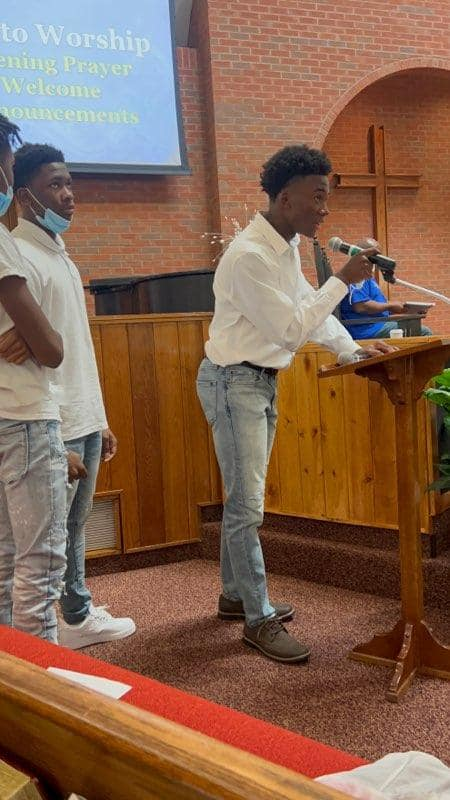 to Worship
ening Prayer
Welcome
nouncements